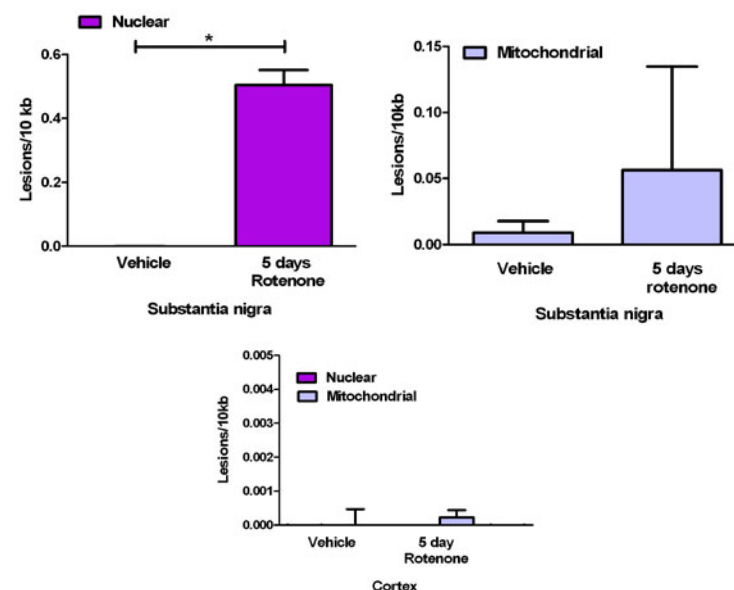 Nuclear
*
0.6
0.4
0.2
0.0
Lesions/10 kb
Vehicle
5 days
Rotenone
Substantia nigra
Mitochondrial
0.15
0.10
0.05
0.00
Lesions/10kb
Vehicle
5 days
rotenone
Substantia nigra
0.005
0.004
0.003
0.002
0.001
0.000
Lesions/10kb
Nuclear
Mitochondrial
Vehicle
5 day
Rotenone
Cortex